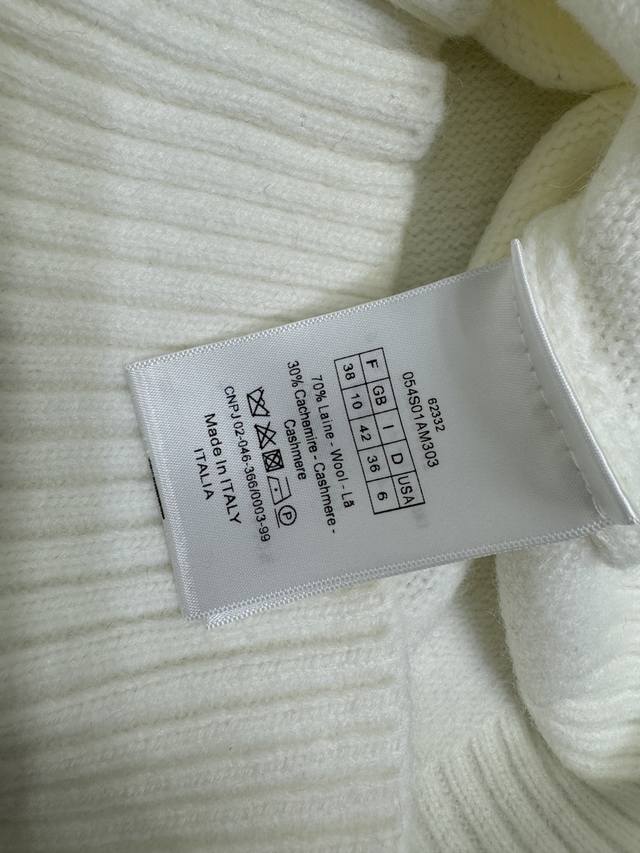 62332
054S01AM303
F GB I D USA
38 10 42 36 6
70% Laine - Wool - Lã
30% Cachemire - Cashmere -
Cashmere
P
CNPJ 02-046-366/0003-99
Made in ITALY
ITALIA